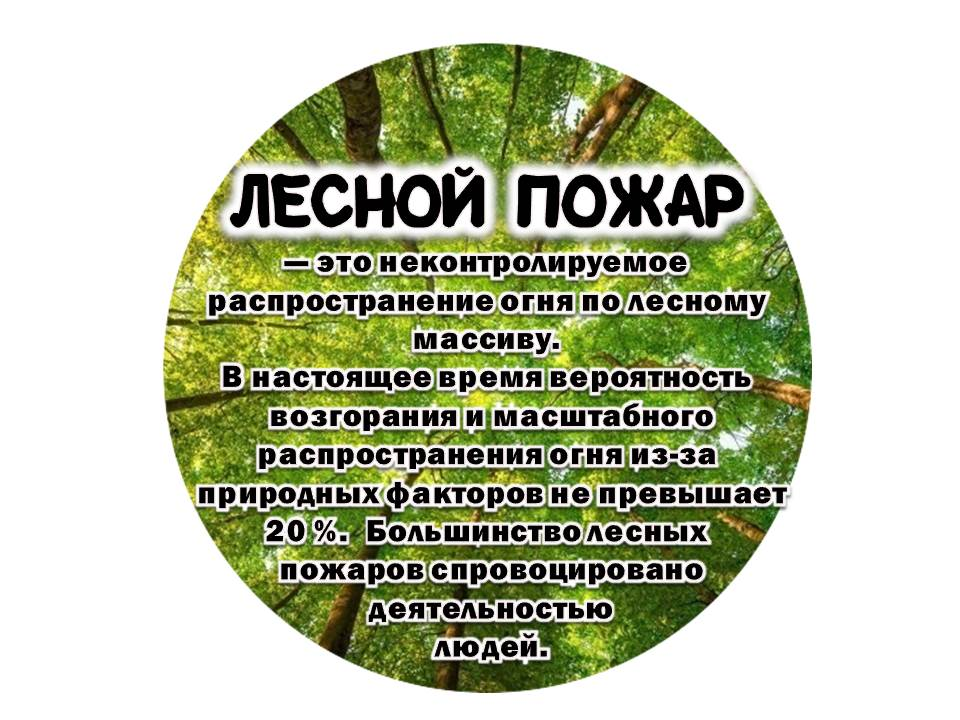 ЛЕСНОЙ ПОЖАР
— это неконтролируемое
распространение огня по лесному
массиву.
В настоящее время вероятность
возгорания и масштабного
распространения огня из-за
природных факторов не превышает
20 %. Большинство лесных
пожаров спровоцировано
деятельностью
людей.